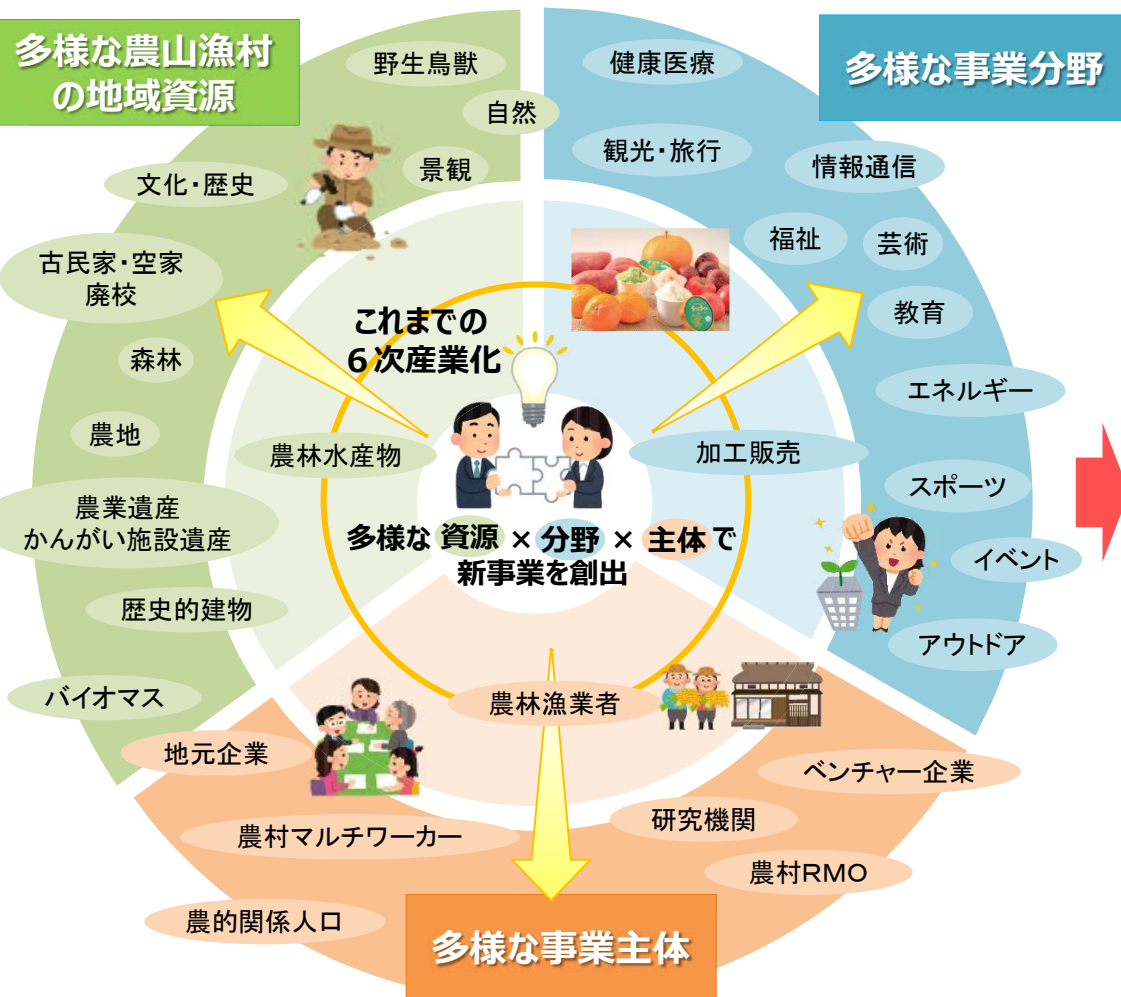 多様な農山漁村
の地域資源
野生鳥獣
自然
景観
文化・歴史
古民家・空家
廃校
森林
農地
農業遺産
かんがい施設遺産
歴史的建物
バイオマス
多様な事業分野
健康医療
観光・旅行
情報通信
福祉
芸術
教育
エネルギー
スポーツ
イベント
アウトドア
これまでの
６次産業化
農林水産物
加工販売
多様な 資源 × 分野 × 主体 で
新事業を創出
農林漁業者
地元企業
農村マルチワーカー
農的関係人口
ベンチャー企業
研究機関
農村RMO
多様な事業主体